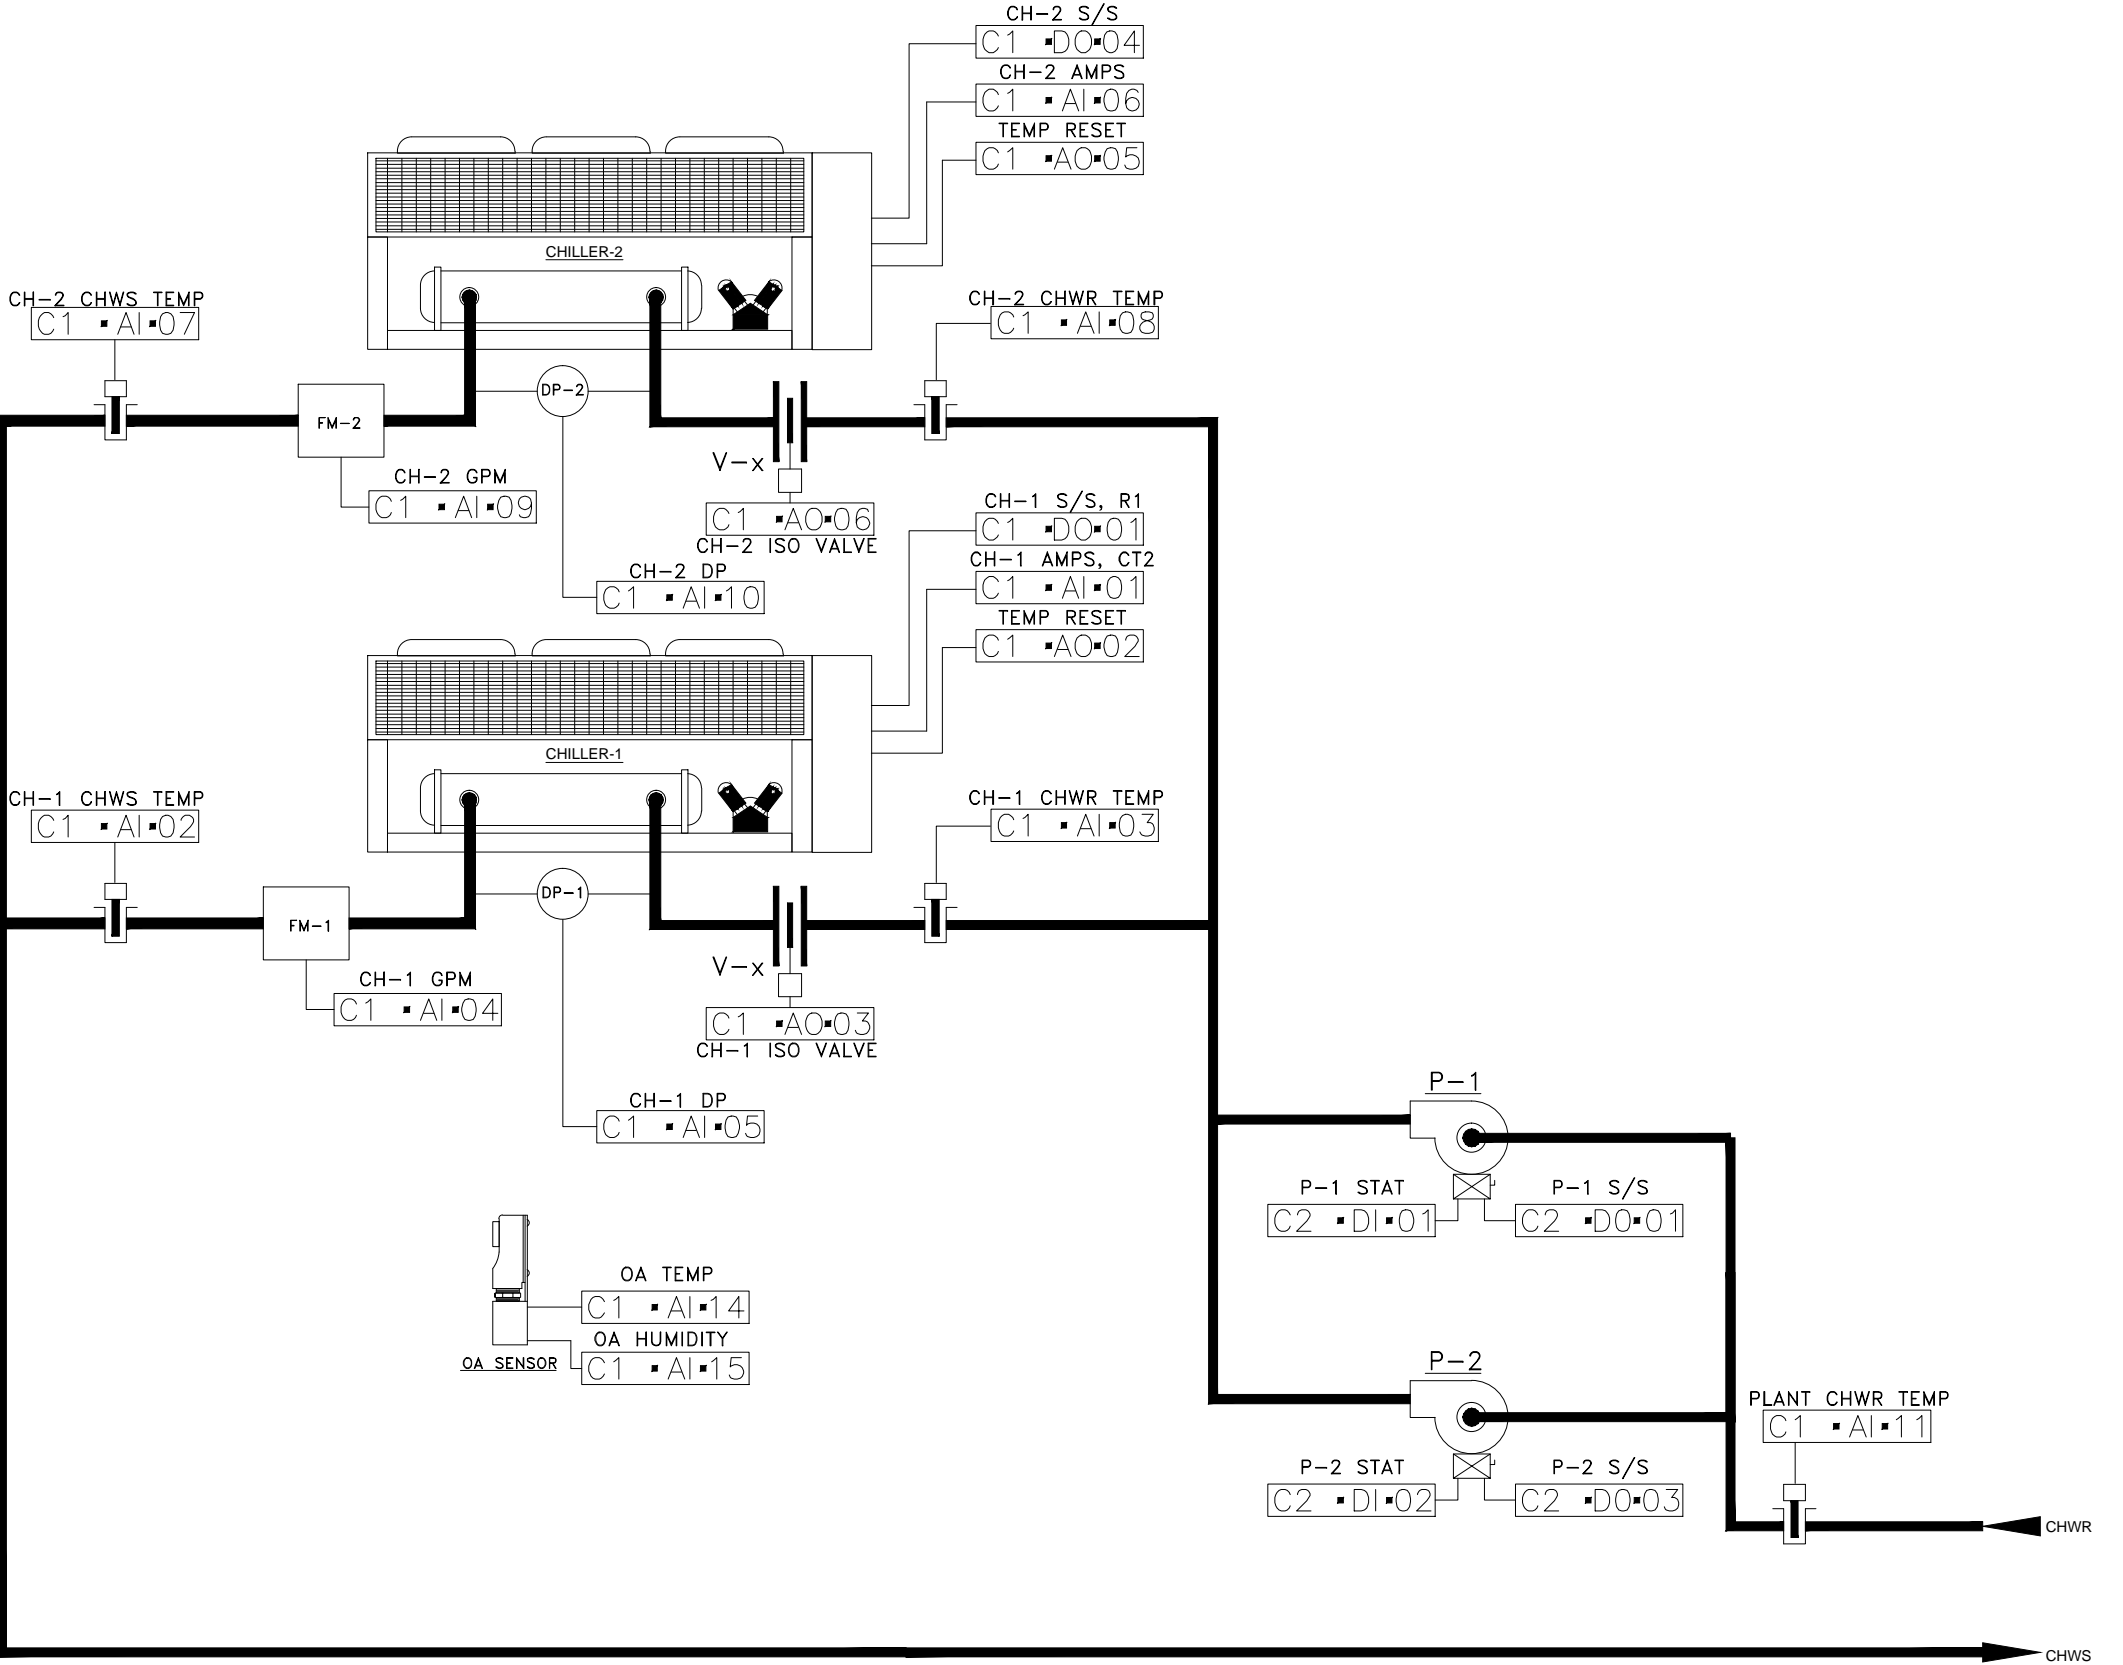 CH-2 S/S
C1 ▪DO▪04
CH-2 AMPS
C1 ▪AI▪06
TEMP RESET
C1 ▪AO▪05
CHILLER-2
CH-2 CHWS TEMP
C1 ▪AI▪07
CH-2 CHWR TEMP
C1 ▪AI▪08
DP-2
FM-2
V-x
CH-2 GPM
C1 ▪AI▪09
C1 ▪AO▪06
CH-2 ISO VALVE
CH-2 DP
C1 ▪AI▪10
CH-1 S/S, R1
C1 ▪DO▪01
CH-1 AMPS, CT2
C1 ▪AI▪01
TEMP RESET
C1 ▪AO▪02
CHILLER-1
CH-1 CHWS TEMP
C1 ▪AI▪02
CH-1 CHWR TEMP
C1 ▪AI▪03
DP-1
FM-1
V-x
CH-1 GPM
C1 ▪AI▪04
C1 ▪AO▪03
CH-1 ISO VALVE
CH-1 DP
C1 ▪AI▪05
P-1
P-1 STAT
C2 ▪DI▪01
P-1 S/S
C2 ▪DO▪01
OA TEMP
C1 ▪AI▪14
OA HUMIDITY
C1 ▪AI▪15
OA SENSOR
P-2
P-2 STAT
C2 ▪DI▪02
P-2 S/S
C2 ▪DO▪03
PLANT CHWR TEMP
C1 ▪AI▪11
CHWR
CHWS